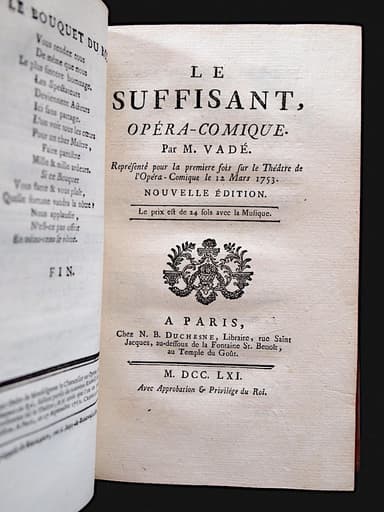 LE BOUQUET DU
Vous rendez nous
De même que nous
Le plus sincere hommage.
Les Spectateurs
Deviennent Acteurs
Ici sans partage.
Pour un cher Maître,
Faire paroître
Mille & mille ardeurs.
Si ce Bouquet
Vous flatte & vous plaît,
Quelle fortune vaudra la nôtre ?
Nous applaudir,
N'est-ce pas offrir
En même-tems le vôtre.
FIN.
LE
SUFFISANT,
OPÉRA-COMIQUE.
Par M. VADÉ.
Représenté pour la premiere fois sur le Théâtre de
l'Opéra-Comique le 12 Mars 1753.
NOUVELLE ÉDITION.
Le prix est de 24 sols avec la Musique.
A PARIS,
Chez N. B. DUCHESNE, Libraire, rue Saint
Jacques, au-dessous de la Fontaine St. Benoît,
au Temple du Goût.
M. DCC. LXI.
Avec Approbation & Privilége du Roi.